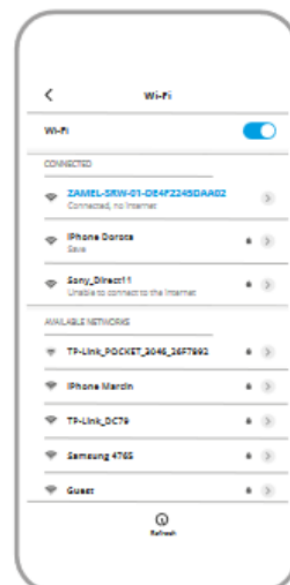 Wi-Fi
Wi-Fi
CONNECTED
ZAMEL-SRW-01-DE4F2245DAA02
Connected, no Internet
iPhone Dorota
Save
Sony_Direct11
Unable to connect to the Internet
AVAILABLE NETWORKS
TP-Link_POCKET_3046_26F7992
iPhone Marcin
TP-Link_DC79
Samsung 4765
Guest
Refresh